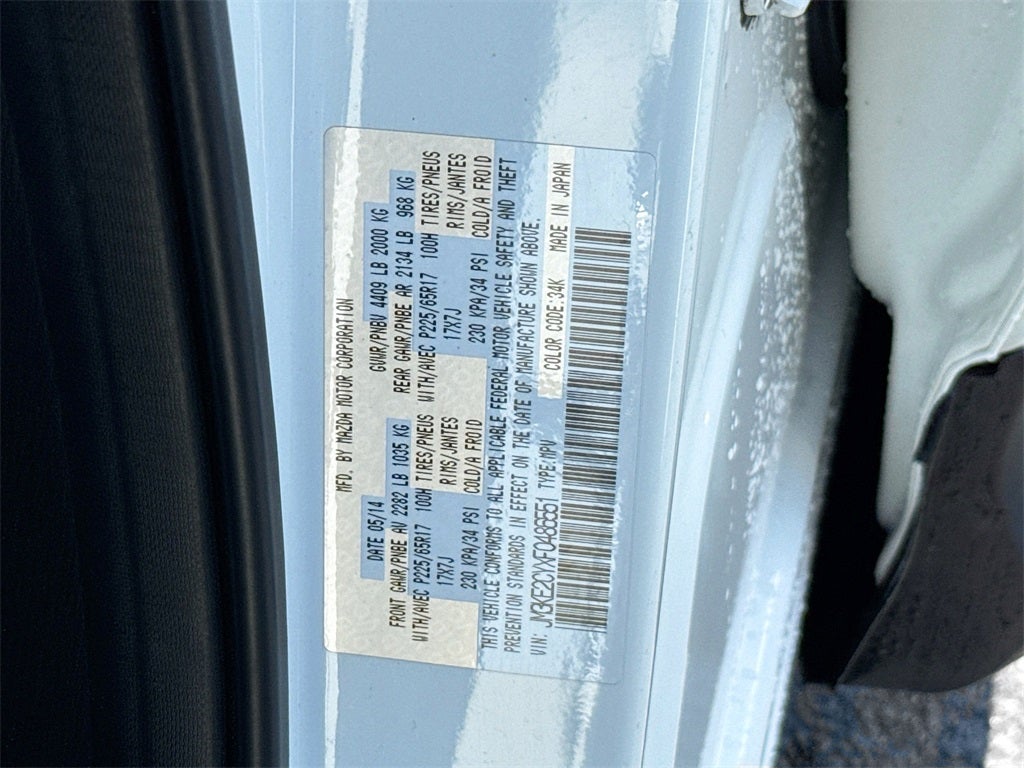 MFD. BY MAZDA MOTOR CORPORATION
DATE 05/14 GVWR/PNBV 4409 LB 2000 KG
FRONT GAWR/PNBE AV 2282 LB 1035 KG REAR GAWR/PNBE AR 2134 LB 968 KG
WITH/AVEC P225/65R17 100H TIRES/PNEUS WITH/AVEC P225/65R17 100H TIRES/PNEUS
17X7J RIMS/JANTES 17X7J RIMS/JANTES
230 KPA/34 PSI COLD/A FROID 230 KPA/34 PSI COLD/A FROID
THIS VEHICLE CONFORMS TO ALL APPLICABLE FEDERAL MOTOR VEHICLE SAFETY AND THEFT
PREVENTION STANDARDS IN EFFECT ON THE DATE OF MANUFACTURE SHOWN ABOVE.
VIN: JM3KE2CYXF0486551 TYPE:MPV COLOR CODE:34K MADE IN JAPAN